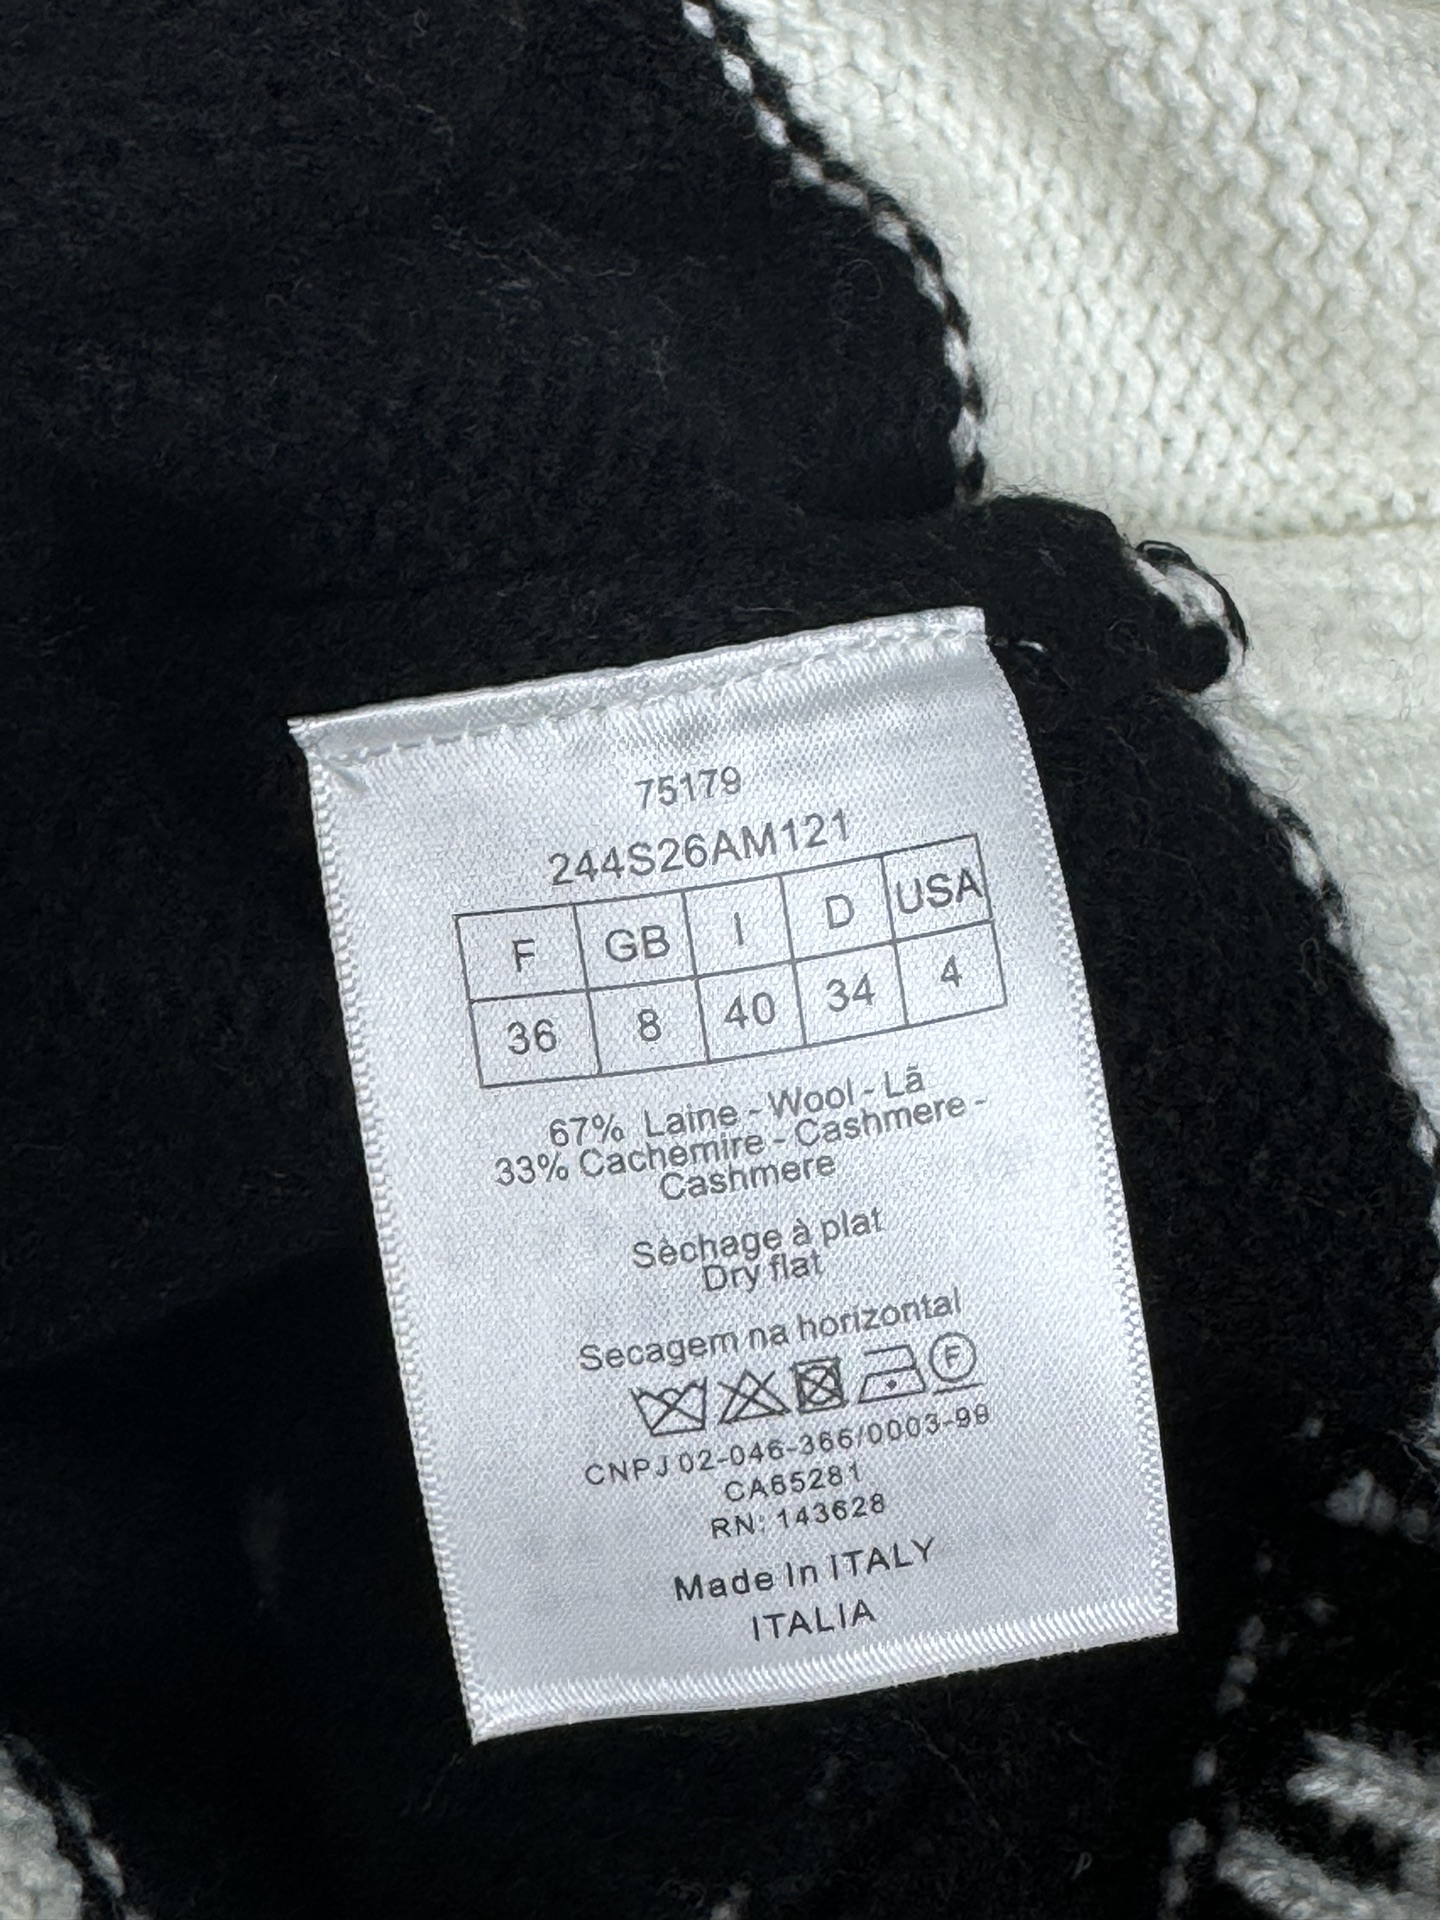 75179
244S26AM121
F GB I D USA
36 8 40 34 4
67% Laine - Wool - Lã
33% Cachemire - Cashmere -
Cashmere
Sèchage à plat
Dry flat
Secagem na horizontal
F
CNPJ 02-046-366/0003-99
CA65281
RN: 143628
Made In ITALY
ITALIA